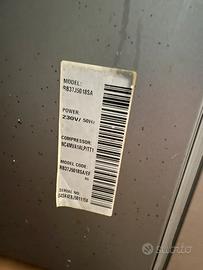 MODEL:
RB37J5018SA
POWER:
230V/ 50HZ
COMPRESSOR:
MODEL CODE:
RB37J5018SA/EF
SERIAL NO:
subito